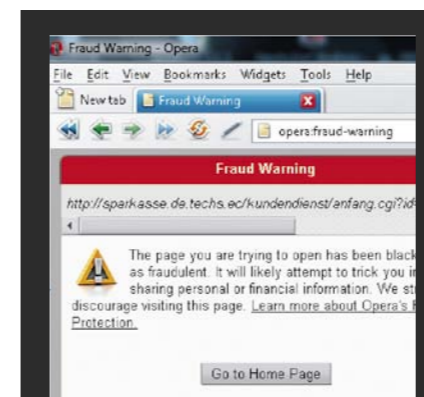 Fraud Warning - Opera
File Edit View Bookmarks Widgets Tools Help
New tab Fraud Warning
opera:fraud-warning
Fraud Warning
http://sparkasse.de.techs.ec/kundendienst/anfang.cgi?id=
The page you are trying to open has been black
as fraudulent. It will likely attempt to trick you in
sharing personal or financial information. We str
discourage visiting this page. Learn more about Opera's
Protection.
Go to Home Page